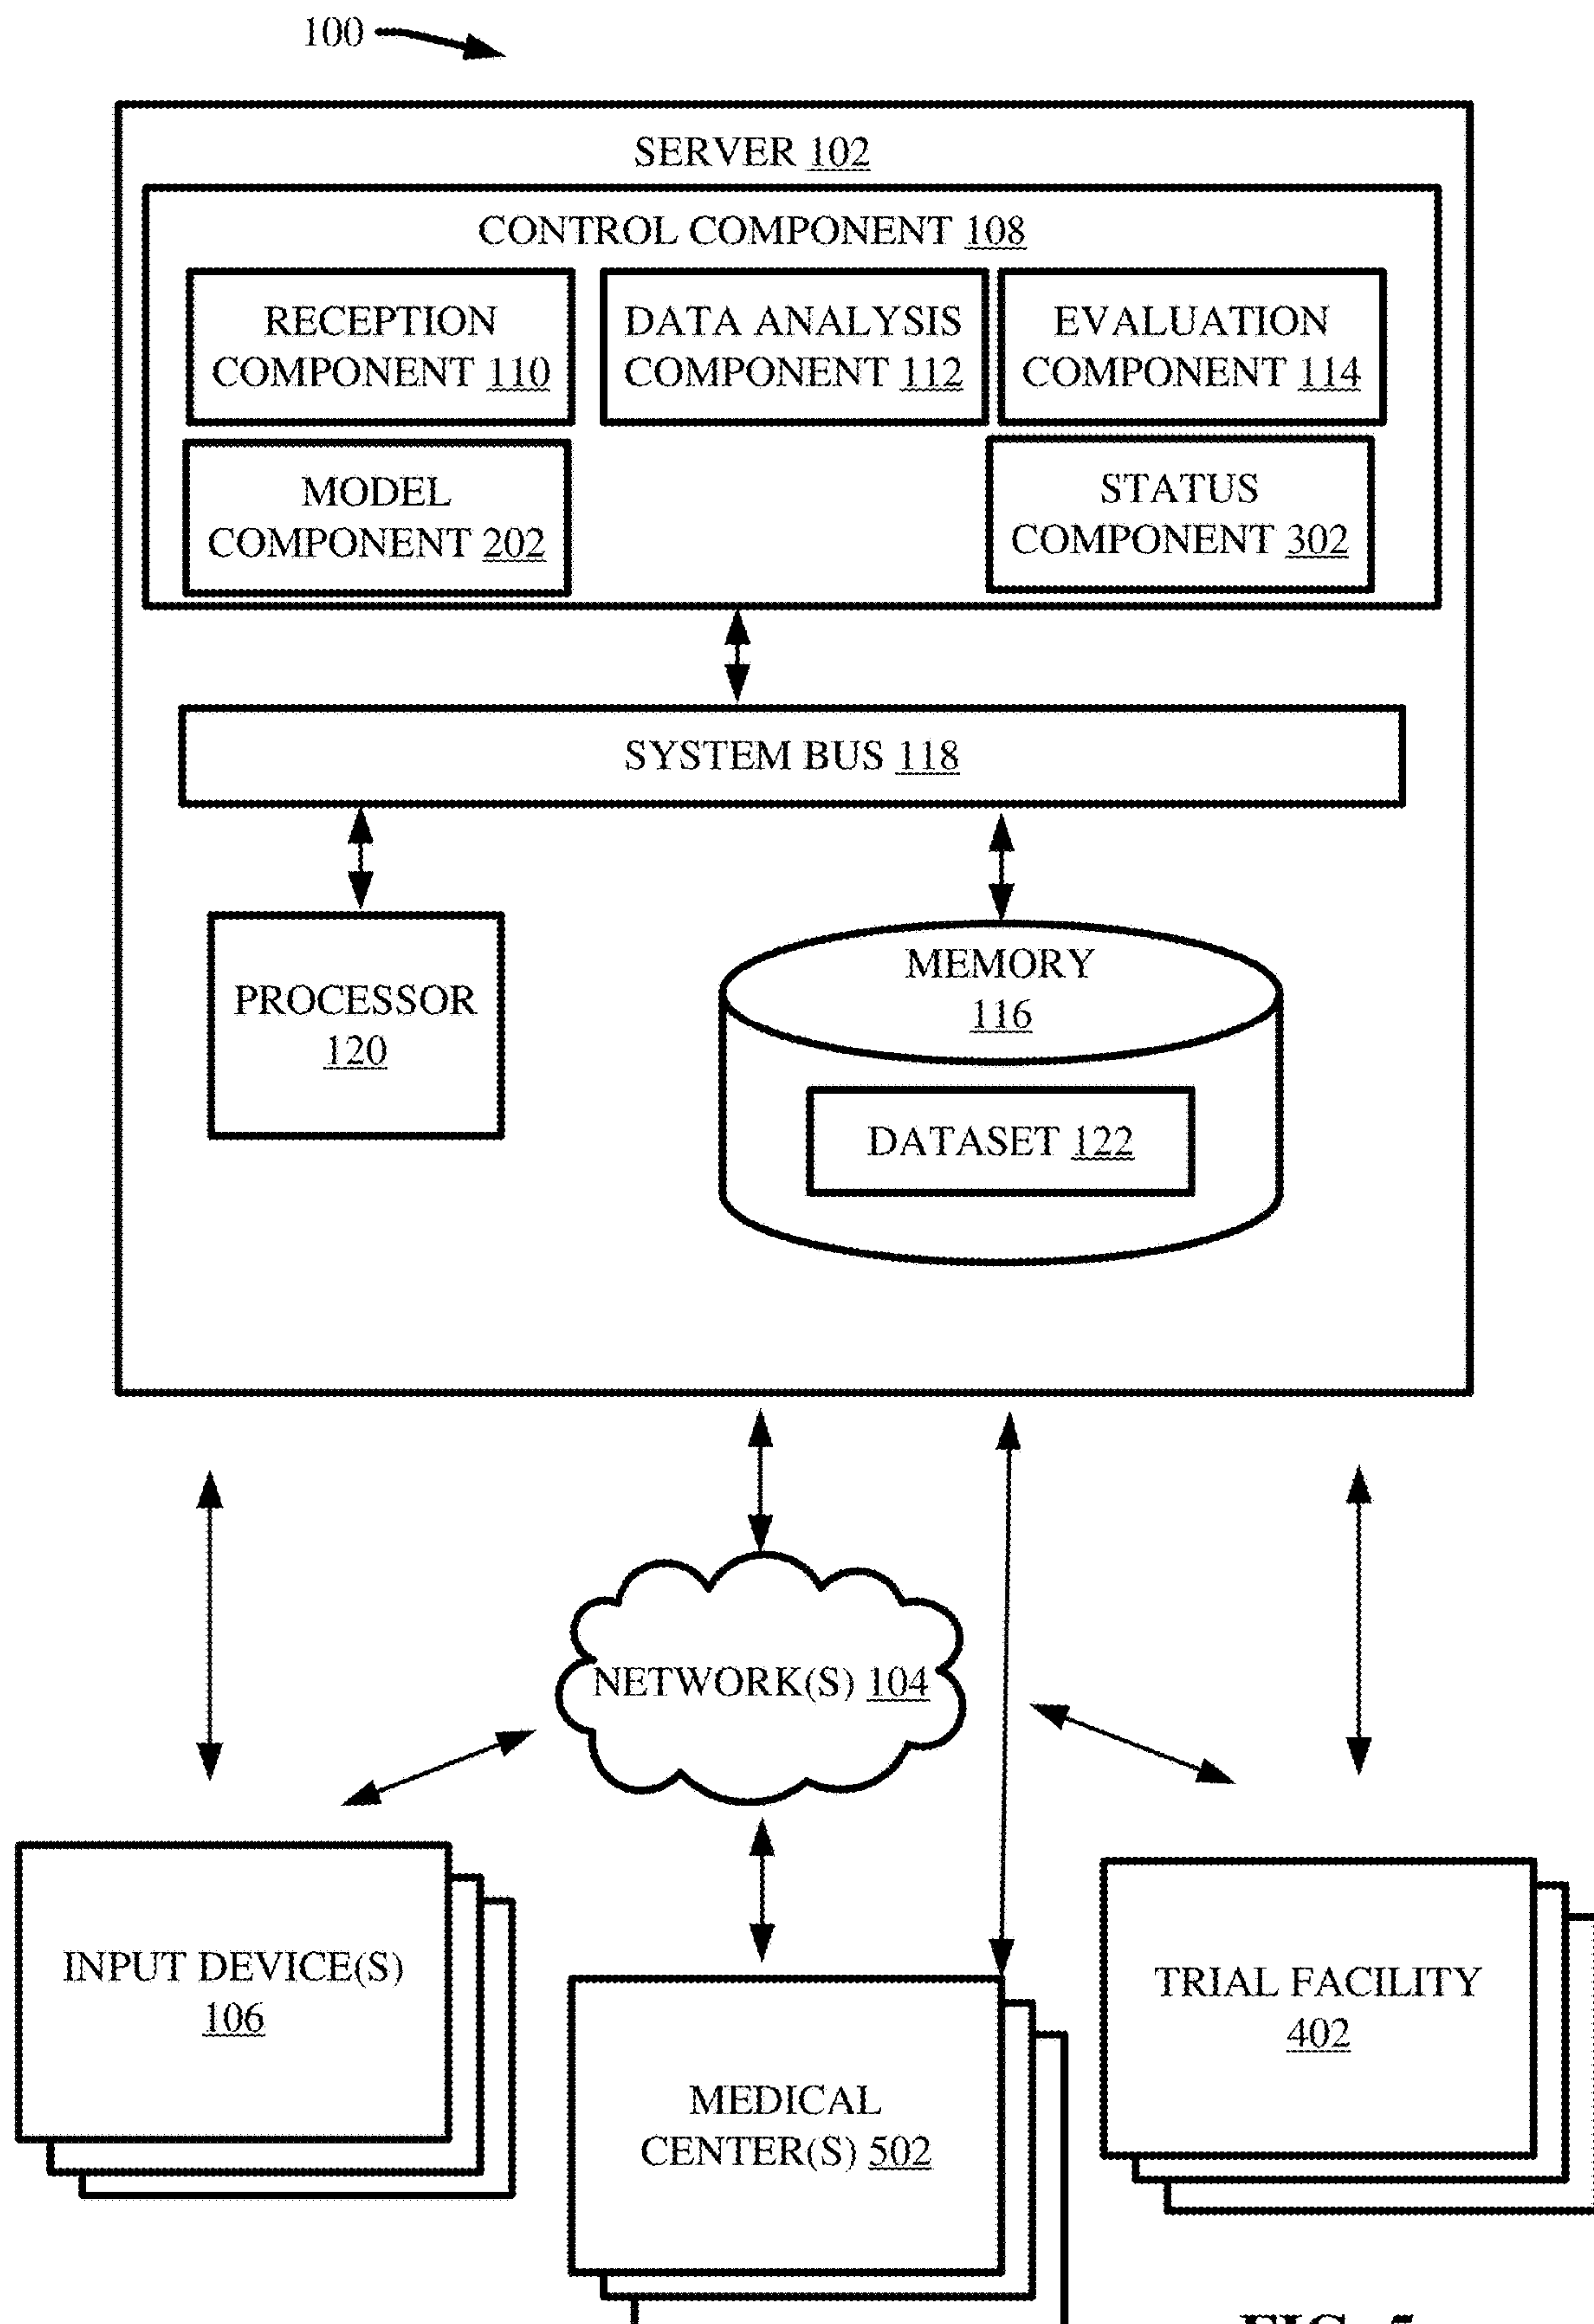 100
SERVER 102
CONTROL COMPONENT 108
RECEPTION
COMPONENT 110
DATA ANALYSIS
COMPONENT 112
EVALUATION
COMPONENT 114
MODEL
COMPONENT 202
STATUS
COMPONENT 302
SYSTEM BUS 118
PROCESSOR
120
MEMORY
116
DATASET 122
NETWORK(S) 104
INPUT DEVICE(S)
106
MEDICAL
CENTER(S) 502
TRIAL FACILITY
402